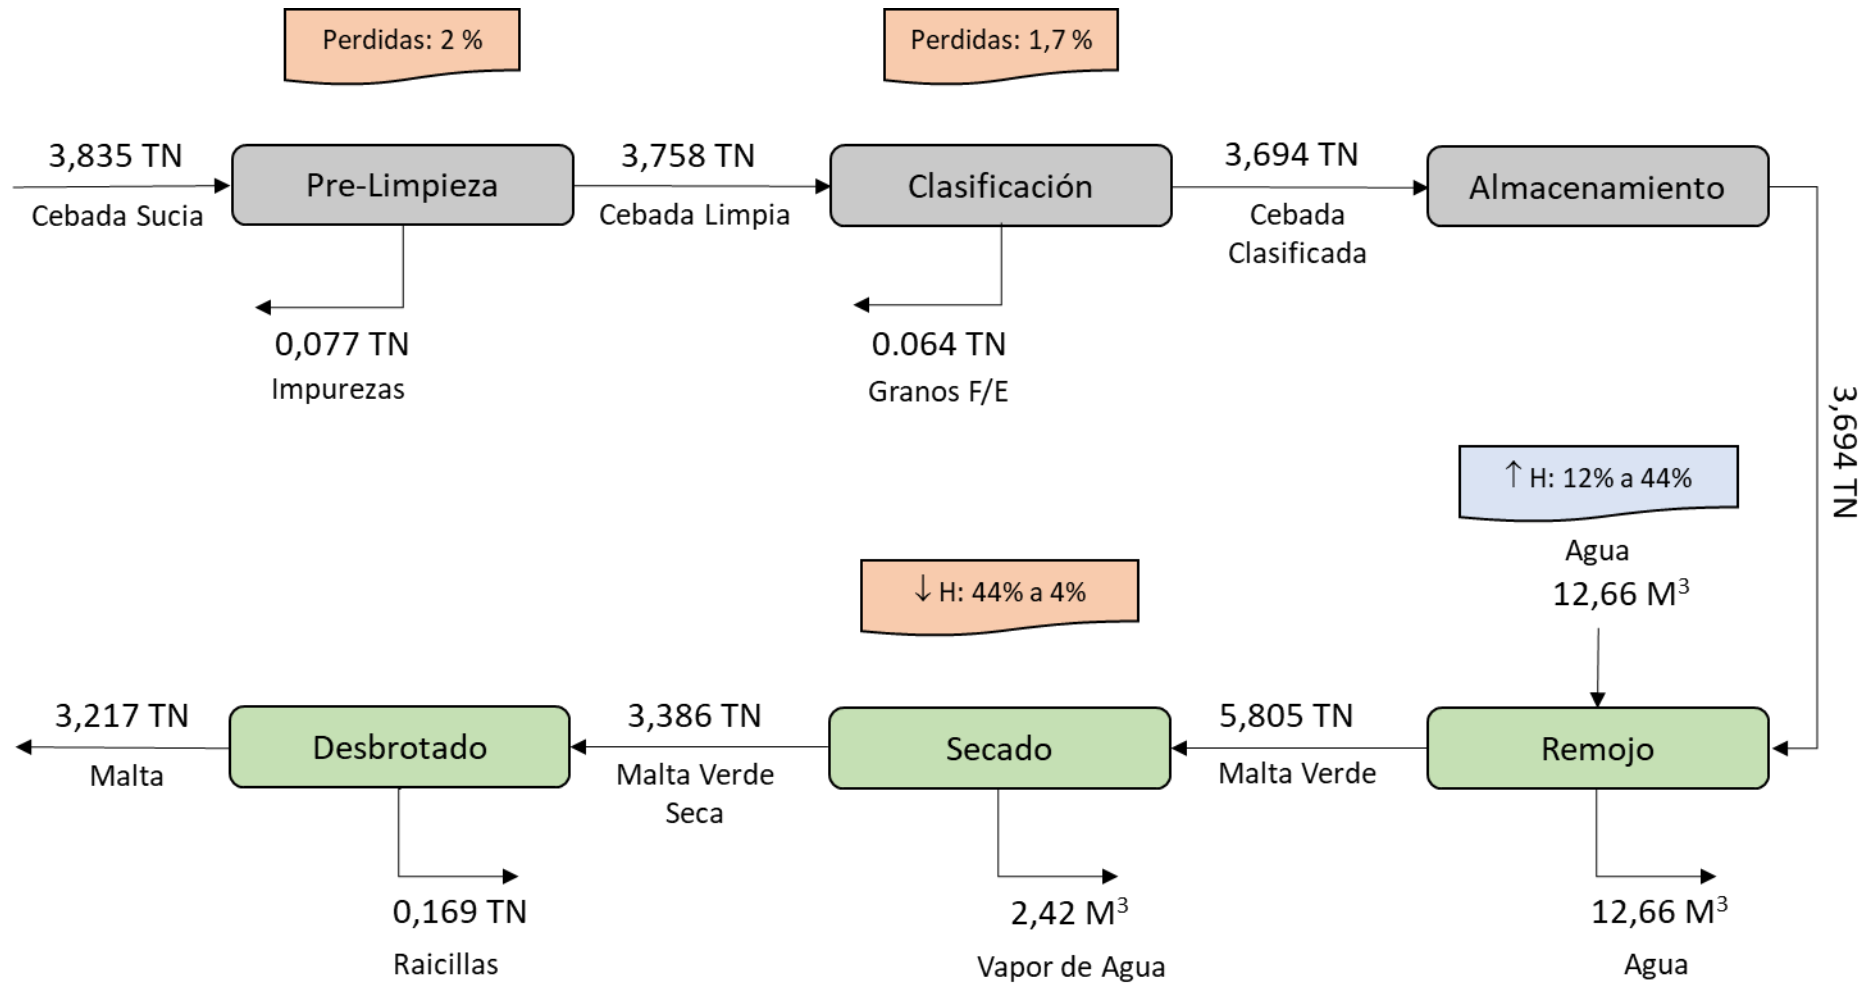 Perdidas: 2 %
Perdidas: 1,7 %
3,835 TN
Cebada Sucia
Pre-Limpieza
3,758 TN
Cebada Limpia
Clasificación
3,694 TN
Cebada
Clasificada
Almacenamiento
0,077 TN
Impurezas
0.064 TN
Granos F/E
3,694 TN
↑ H: 12% a 44%
Agua
12,66 M³
↓ H: 44% a 4%
3,217 TN
Malta
Desbrotado
3,386 TN
Malta Verde
Seca
Secado
5,805 TN
Malta Verde
Remojo
0,169 TN
Raicillas
2,42 M³
Vapor de Agua
12,66 M³
Agua